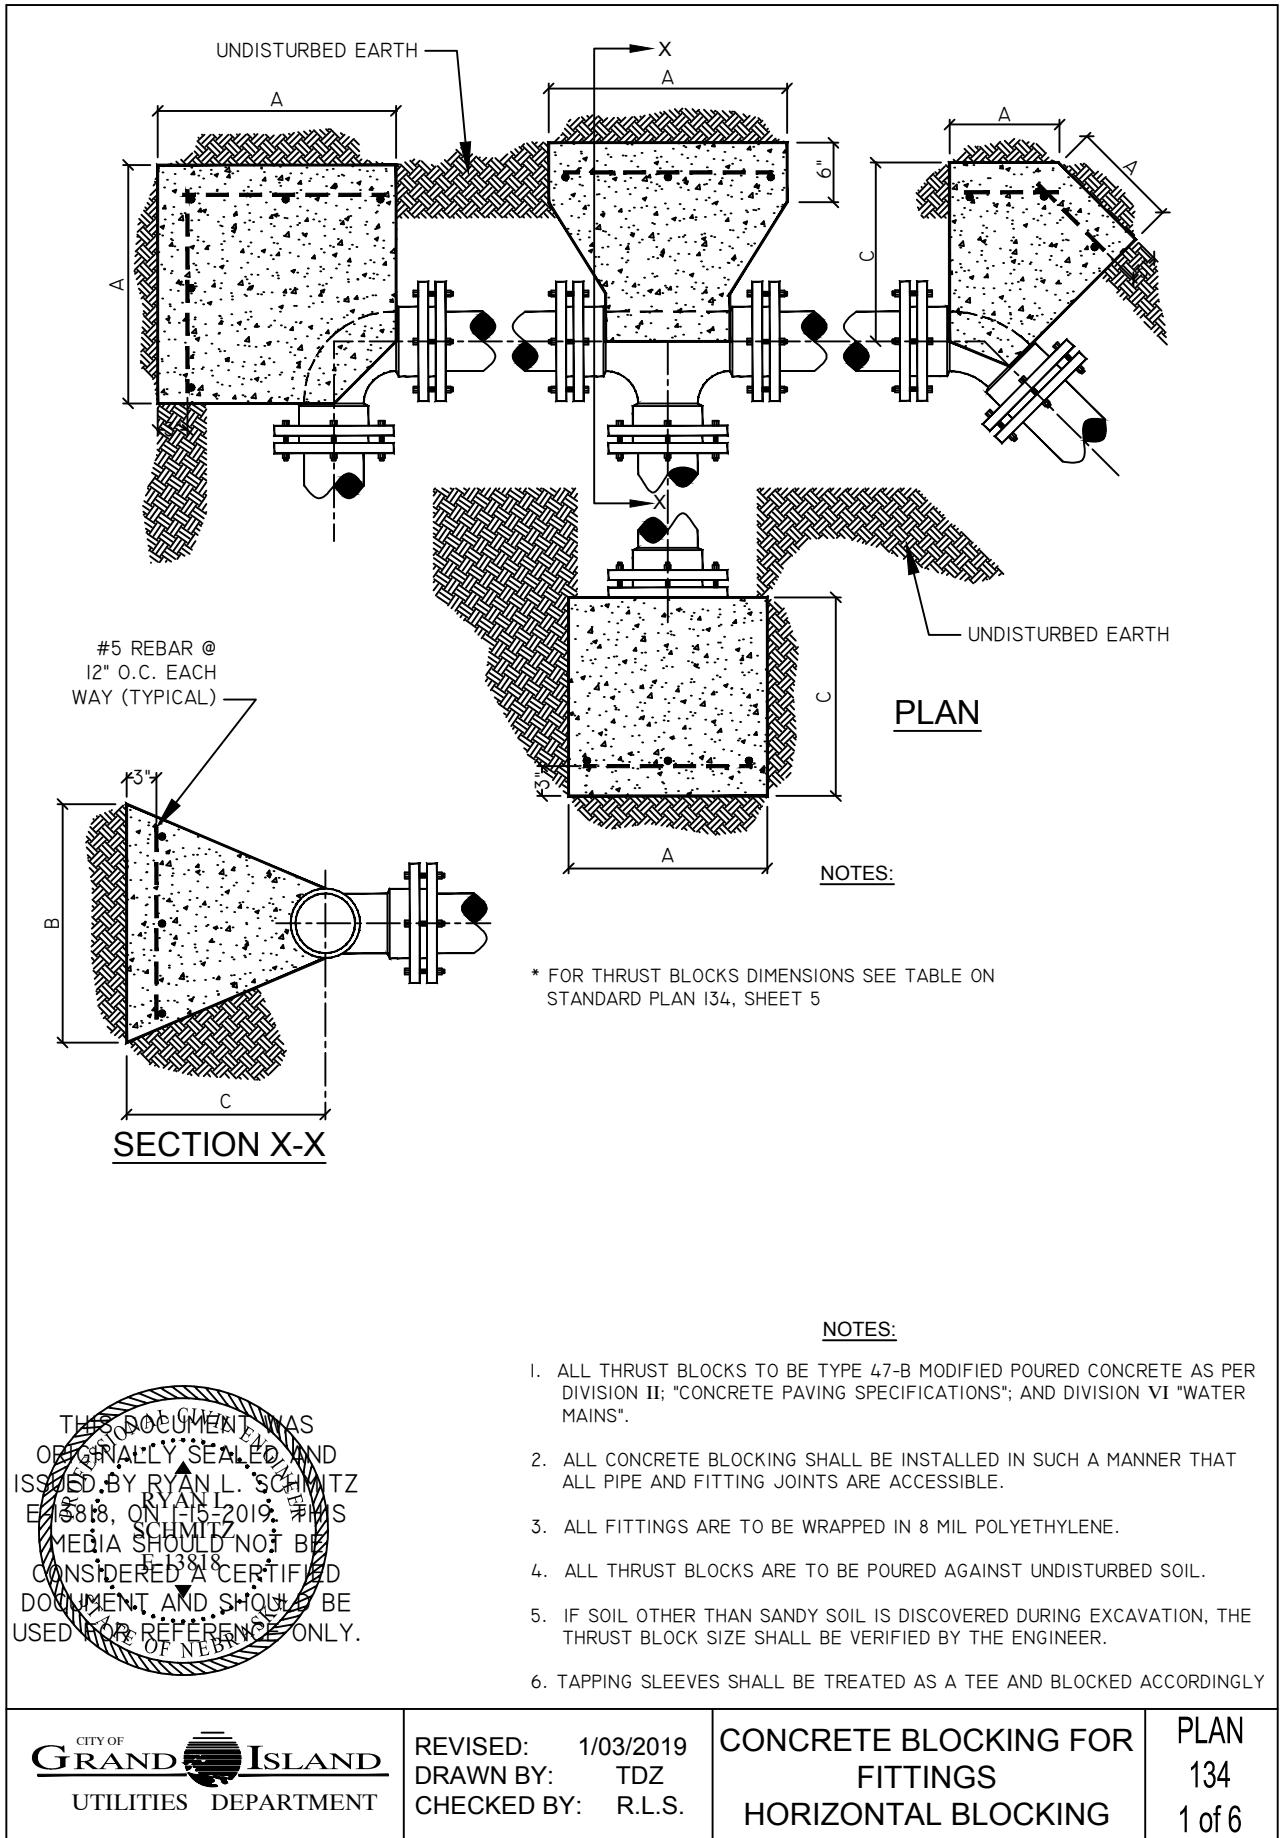 UNDISTURBED EARTH
X
A
A
A
A
6"
A
C
X
UNDISTURBED EARTH
#5 REBAR @
12" O.C. EACH
WAY (TYPICAL)
PLAN
C
3"
3"
A
B
C
SECTION X-X
NOTES:
* FOR THRUST BLOCKS DIMENSIONS SEE TABLE ON
STANDARD PLAN 134, SHEET 5
NOTES:
1. ALL THRUST BLOCKS TO BE TYPE 47-B MODIFIED POURED CONCRETE AS PER
DIVISION II; "CONCRETE PAVING SPECIFICATIONS"; AND DIVISION VI "WATER
MAINS".
2. ALL CONCRETE BLOCKING SHALL BE INSTALLED IN SUCH A MANNER THAT
ALL PIPE AND FITTING JOINTS ARE ACCESSIBLE.
3. ALL FITTINGS ARE TO BE WRAPPED IN 8 MIL POLYETHYLENE.
4. ALL THRUST BLOCKS ARE TO BE POURED AGAINST UNDISTURBED SOIL.
5. IF SOIL OTHER THAN SANDY SOIL IS DISCOVERED DURING EXCAVATION, THE
THRUST BLOCK SIZE SHALL BE VERIFIED BY THE ENGINEER.
6. TAPPING SLEEVES SHALL BE TREATED AS A TEE AND BLOCKED ACCORDINGLY
THIS DOCUMENT WAS
ORIGINALLY SEALED AND
ISSUED BY RYAN L. SCHMITZ
E-13818, ON 1-15-2019. THIS
MEDIA SHOULD NOT BE
CONSIDERED A CERTIFIED
DOCUMENT AND SHOULD BE
USED FOR REFERENCE ONLY.
PROFESSIONAL CIVIL ENGINEER
RYAN L.
SCHMITZ
E-13818
STATE OF NEBRASKA
CITY OF
GRAND ISLAND
UTILITIES DEPARTMENT
REVISED: 1/03/2019
DRAWN BY: TDZ
CHECKED BY: R.L.S.
CONCRETE BLOCKING FOR
FITTINGS
HORIZONTAL BLOCKING
PLAN
134
1 of 6